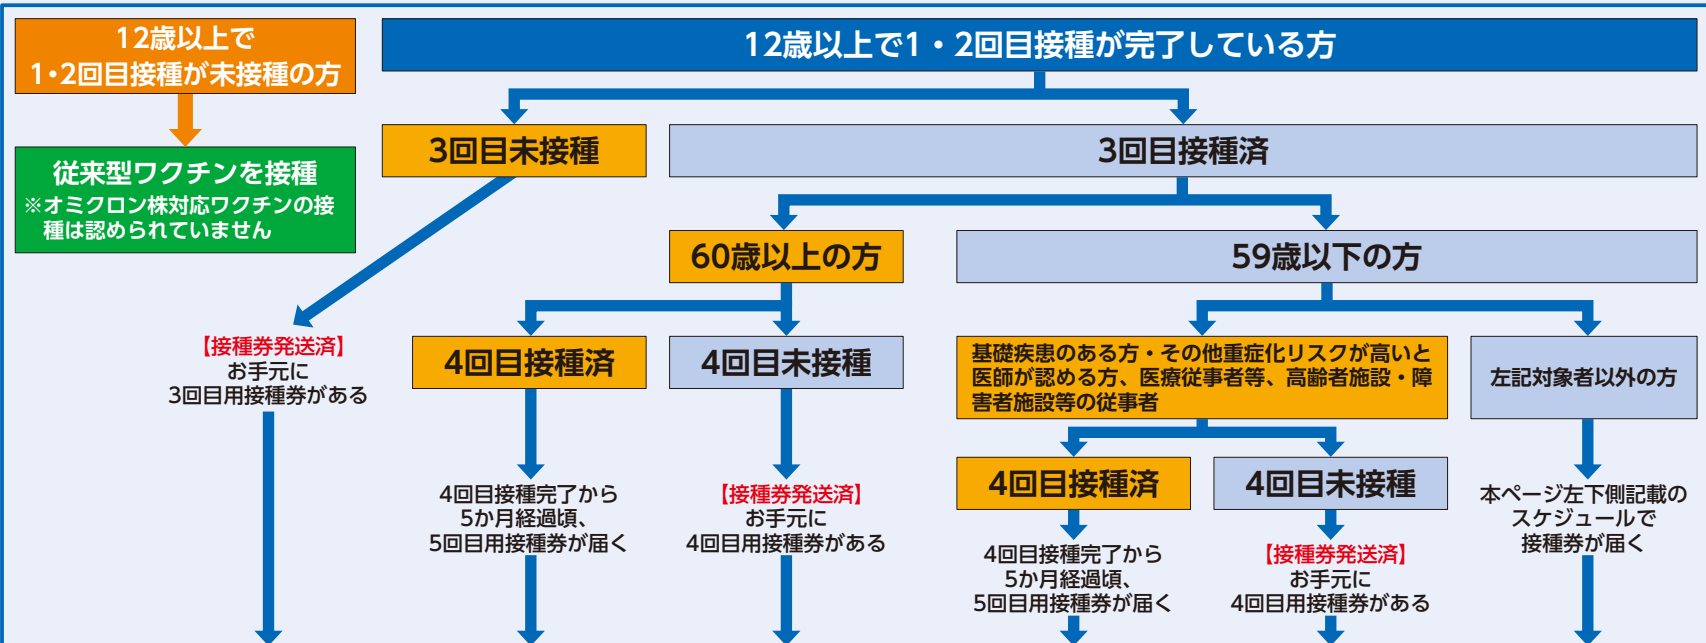 12歳以上で
1・2回目接種が未接種の方
従来型ワクチンを接種
※オミクロン株対応ワクチンの接
種は認められていません
12歳以上で1・2回目接種が完了している方
3回目未接種
3回目接種済
60歳以上の方
59歳以下の方
【接種券発送済】
お手元に
3回目用接種券がある
4回目接種済
4回目未接種
基礎疾患のある方・その他重症化リスクが高いと
医師が認める方、医療従事者等、高齢者施設・障
害者施設等の従事者
左記対象者以外の方
4回目接種完了から
5か月経過頃、
5回目用接種券が届く
【接種券発送済】
お手元に
4回目用接種券がある
4回目接種済
4回目未接種
4回目接種完了から
5か月経過頃、
5回目用接種券が届く
【接種券発送済】
お手元に
4回目用接種券がある
本ページ左下側記載の
スケジュールで
接種券が届く